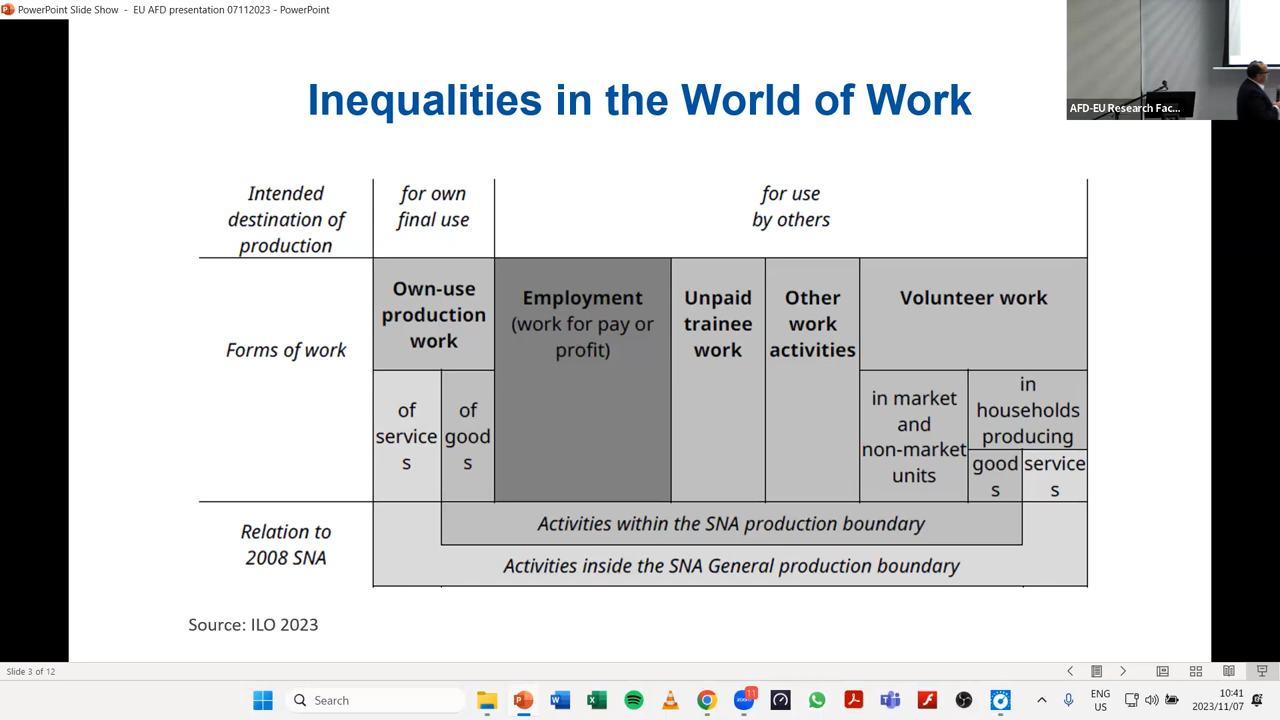 PowerPoint Slide Show - EU AFD presentation 07112023 - PowerPoint
AFD-EU Research Fac...
Inequalities in the World of Work
Intended
destination of
production
for own
final use
for use
by others
Forms of work
Own-use
production
work
Employment
(work for pay or
profit)
Unpaid
trainee
work
Other
work
activities
Volunteer work
of
service
s
of
good
s
in market
and
non-market
units
in
households
producing
good
s
service
s
Relation to
2008 SNA
Activities within the SNA production boundary
Activities inside the SNA General production boundary
Source: ILO 2023
Slide 3 of 12
Search
11
ENG
US
10:41
2023/11/07